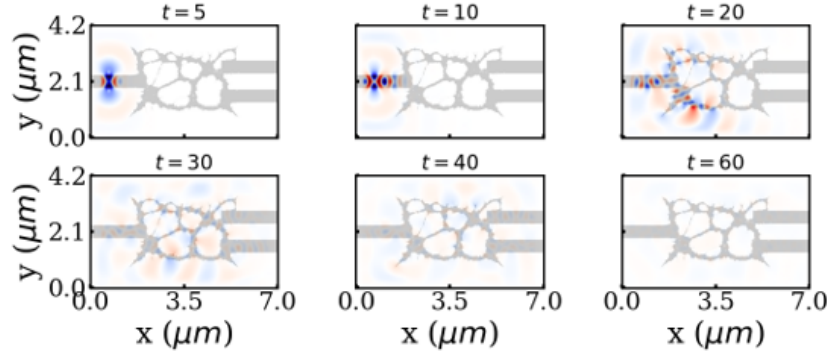 t = 5 t = 10 t = 20
4.2
y (μm)
2.1
0.0
t = 30 t = 40 t = 60
4.2
y (μm)
2.1
0.0
0.0 3.5 7.0 0.0 3.5 7.0 0.0 3.5 7.0
x (μm) x (μm) x (μm)